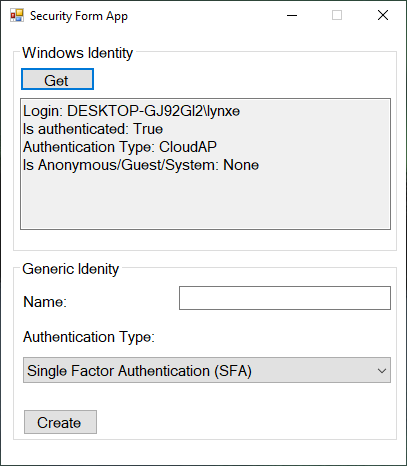 Security Form App
Windows Identity
Get
Login: DESKTOP-GJ92GI2\lynxe
Is authenticated: True
Authentication Type: CloudAP
Is Anonymous/Guest/System: None
Generic Idenity
Name:
Authentication Type:
Single Factor Authentication (SFA)
Create